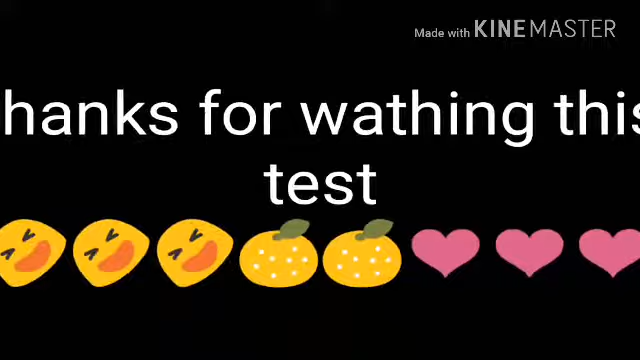 Made with KINEMASTER
hanks for wathing this
test
🤣🤣🤣🍊🍊❤❤❤